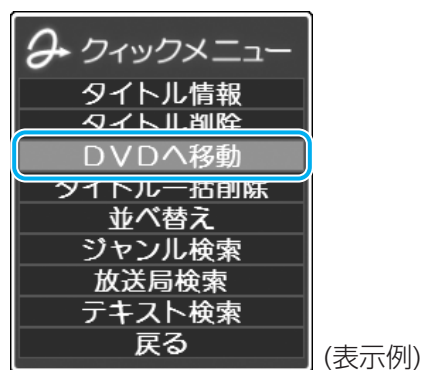 クィックメニュー
タイトル情報
タイトル削除
DVDへ移動
タイトル一括削除
並べ替え
ジャンル検索
放送局検索
テキスト検索
戻る
(表示例)